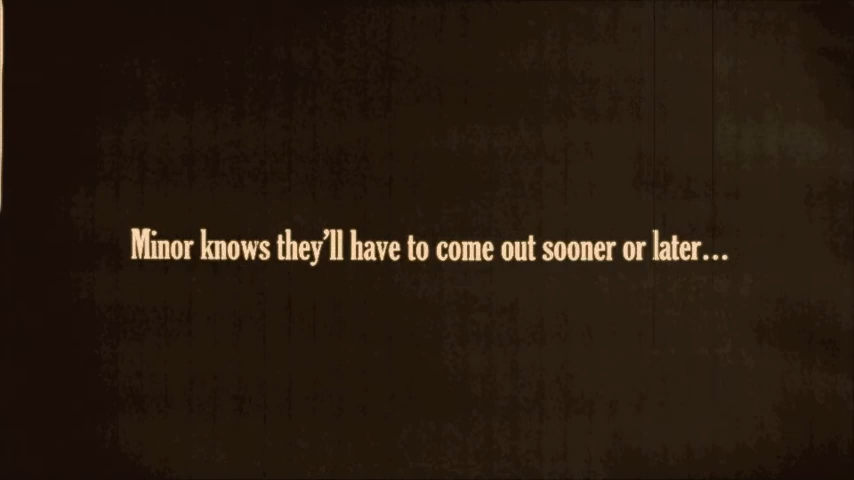 Minor knows they’ll have to come out sooner or later…